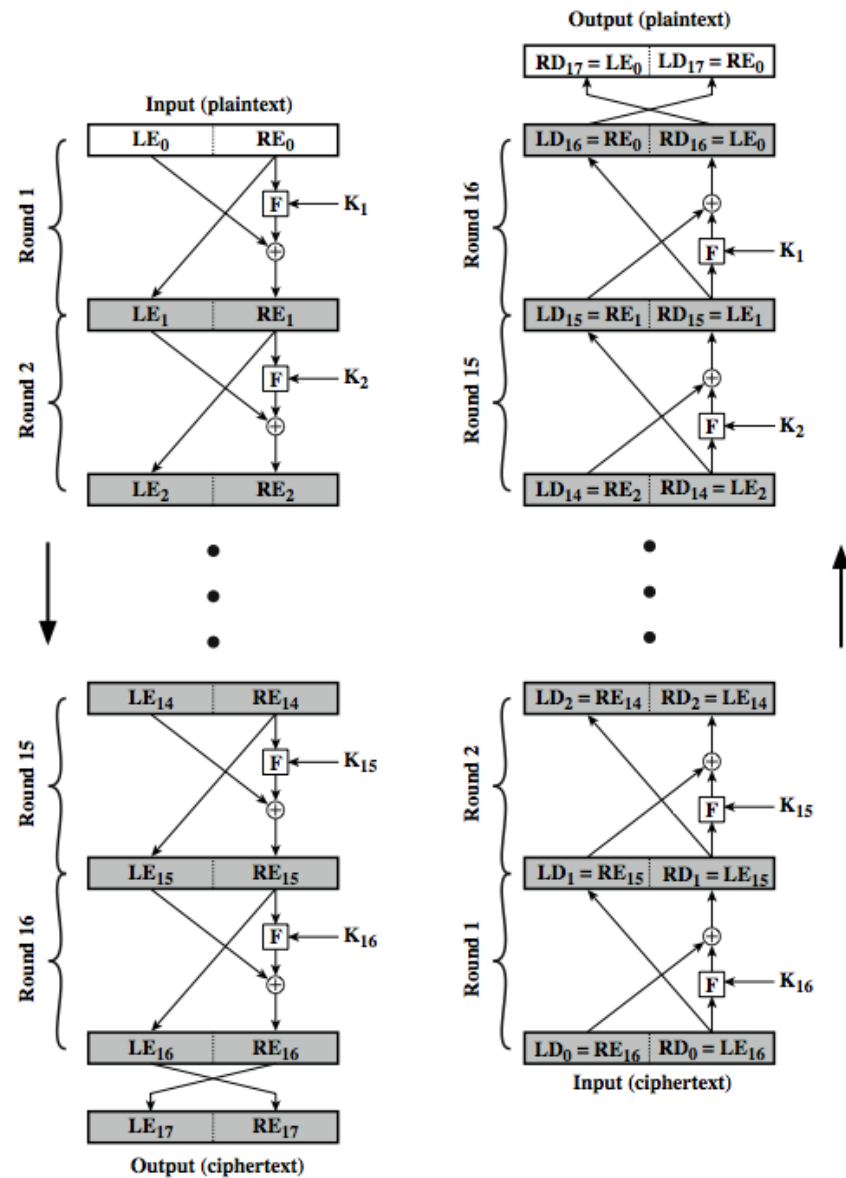 Input (plaintext)
LE₀ RE₀
Round 1
F
K₁
+
LE₁ RE₁
Round 2
F
K₂
+
LE₂ RE₂
LE₁₄ RE₁₄
Round 15
F
K₁₅
+
LE₁₅ RE₁₅
Round 16
F
K₁₆
+
LE₁₆ RE₁₆
LE₁₇ RE₁₇
Output (ciphertext)
Output (plaintext)
RD₁₇ = LE₀ LD₁₇ = RE₀
LD₁₆ = RE₀ RD₁₆ = LE₀
Round 16
+
F
K₁
LD₁₅ = RE₁ RD₁₅ = LE₁
Round 15
+
F
K₂
LD₁₄ = RE₂ RD₁₄ = LE₂
LD₂ = RE₁₄ RD₂ = LE₁₄
Round 2
+
F
K₁₅
LD₁ = RE₁₅ RD₁ = LE₁₅
Round 1
+
F
K₁₆
LD₀ = RE₁₆ RD₀ = LE₁₆
Input (ciphertext)